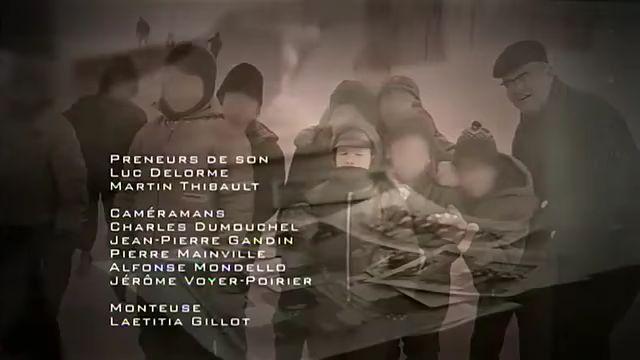 Preneurs de son
Luc Delorme
Martin Thibault
Caméramans
Charles Dumouchel
Jean-Pierre Gandin
Pierre Mainville
Alfonse Mondello
Jérôme Voyer-Poirier
Monteuse
Laetitia Gillot